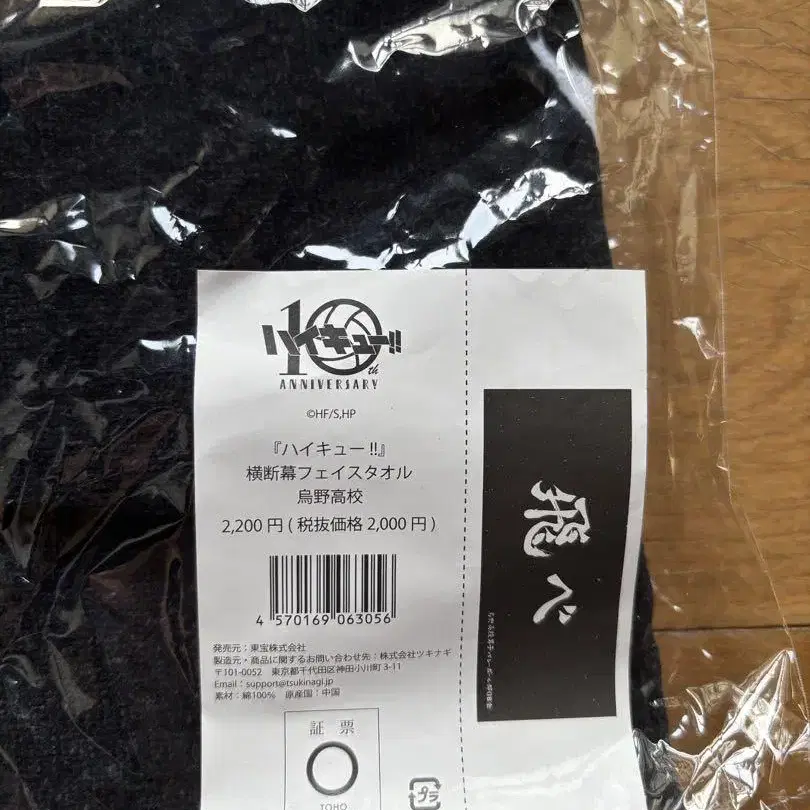 10th
ハイキュー!!
ANNIVERSARY
©HF/S,HP
『ハイキュー!!』
横断幕フェイスタオル
烏野高校
2,200円(税抜価格2,000円)
4 570169 063056
発売元：東宝株式会社
製造元・商品に関するお問い合わせ先：株式会社ツキナギ
〒101-0052 東京都千代田区神田小川町3-11
Email：support@tsukinagi.jp
素材：綿100% 原産国：中国
証 票
TOHO
プラ
飛べ